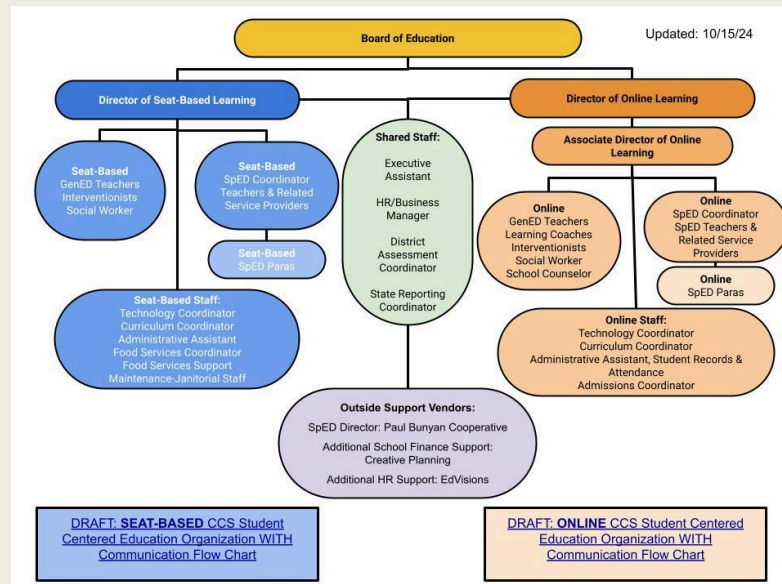 Board of Education
Updated: 10/15/24
Director of Seat-Based Learning
Director of Online Learning
Shared Staff:
Executive
Assistant
HR/Business
Manager
District
Assessment
Coordinator
State Reporting
Coordinator
Associate Director of Online
Learning
Seat-Based
GenED Teachers
Interventionists
Social Worker
Seat-Based
SpED Coordinator
Teachers & Related
Service Providers
Seat-Based
SpED Paras
Online
GenED Teachers
Learning Coaches
Interventionists
Social Worker
School Counselor
Online
SpED Coordinator
SpED Teachers &
Related Service
Providers
Online
SpED Paras
Seat-Based Staff:
Technology Coordinator
Curriculum Coordinator
Administrative Assistant
Food Services Coordinator
Food Services Support
Maintenance-Janitorial Staff
Online Staff:
Technology Coordinator
Curriculum Coordinator
Administrative Assistant, Student Records &
Attendance
Admissions Coordinator
Outside Support Vendors:
SpED Director: Paul Bunyan Cooperative
Additional School Finance Support:
Creative Planning
Additional HR Support: EdVisions
DRAFT: SEAT-BASED CCS Student
Centered Education Organization WITH
Communication Flow Chart
DRAFT: ONLINE CCS Student Centered
Education Organization WITH
Communication Flow Chart